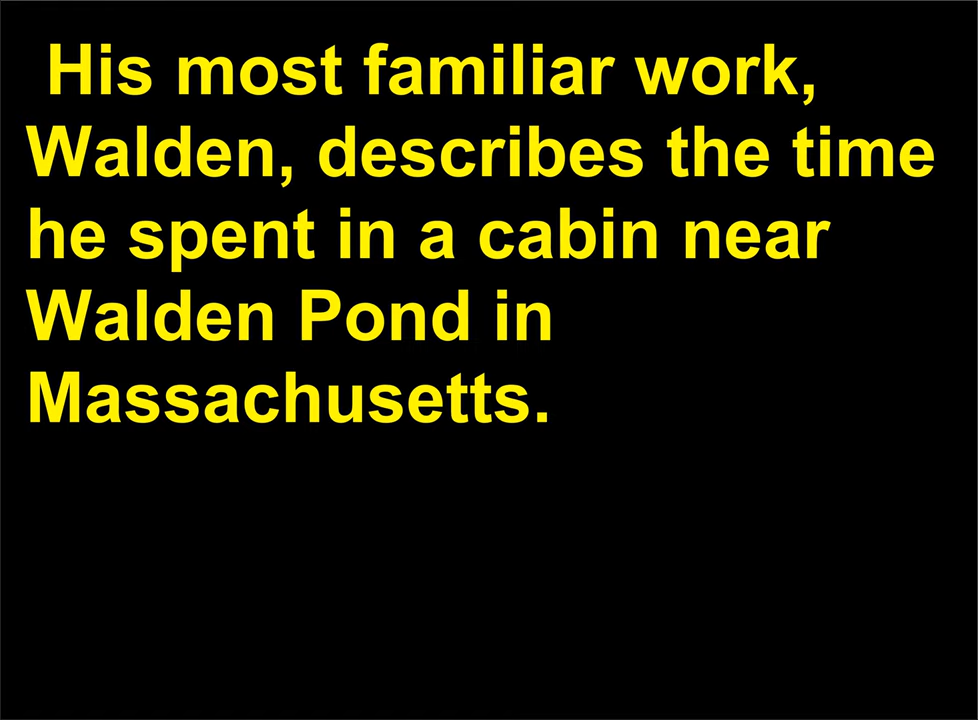 His most familiar work,
Walden, describes the time
he spent in a cabin near
Walden Pond in
Massachusetts.